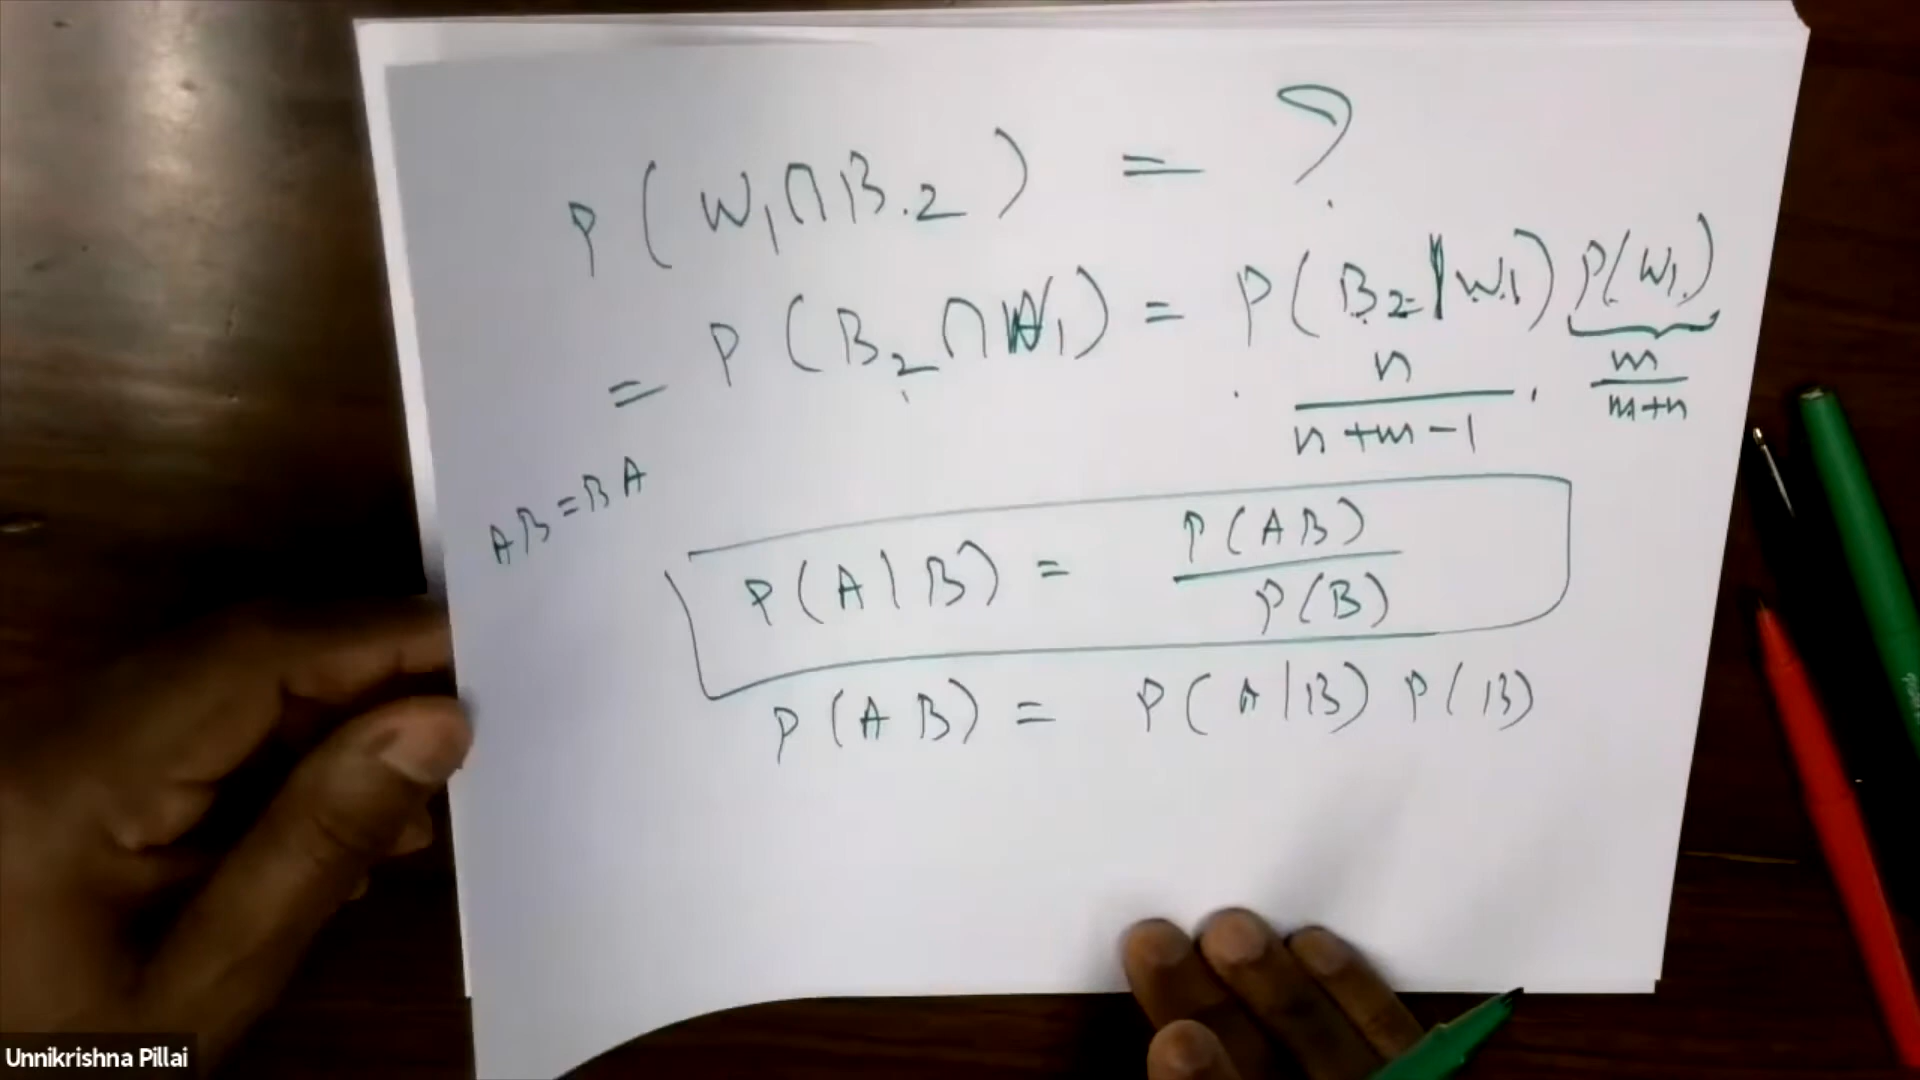 P(W₁∩B₂) = ?
= P(B₂∩W₁) = P(B₂|W₁) P(W₁)
n/(n+m-1) · m/(m+n)
AB=BA
P(A|B) = P(AB)/P(B)
P(AB) = P(A|B) P(B)
Unnikrishna Pillai